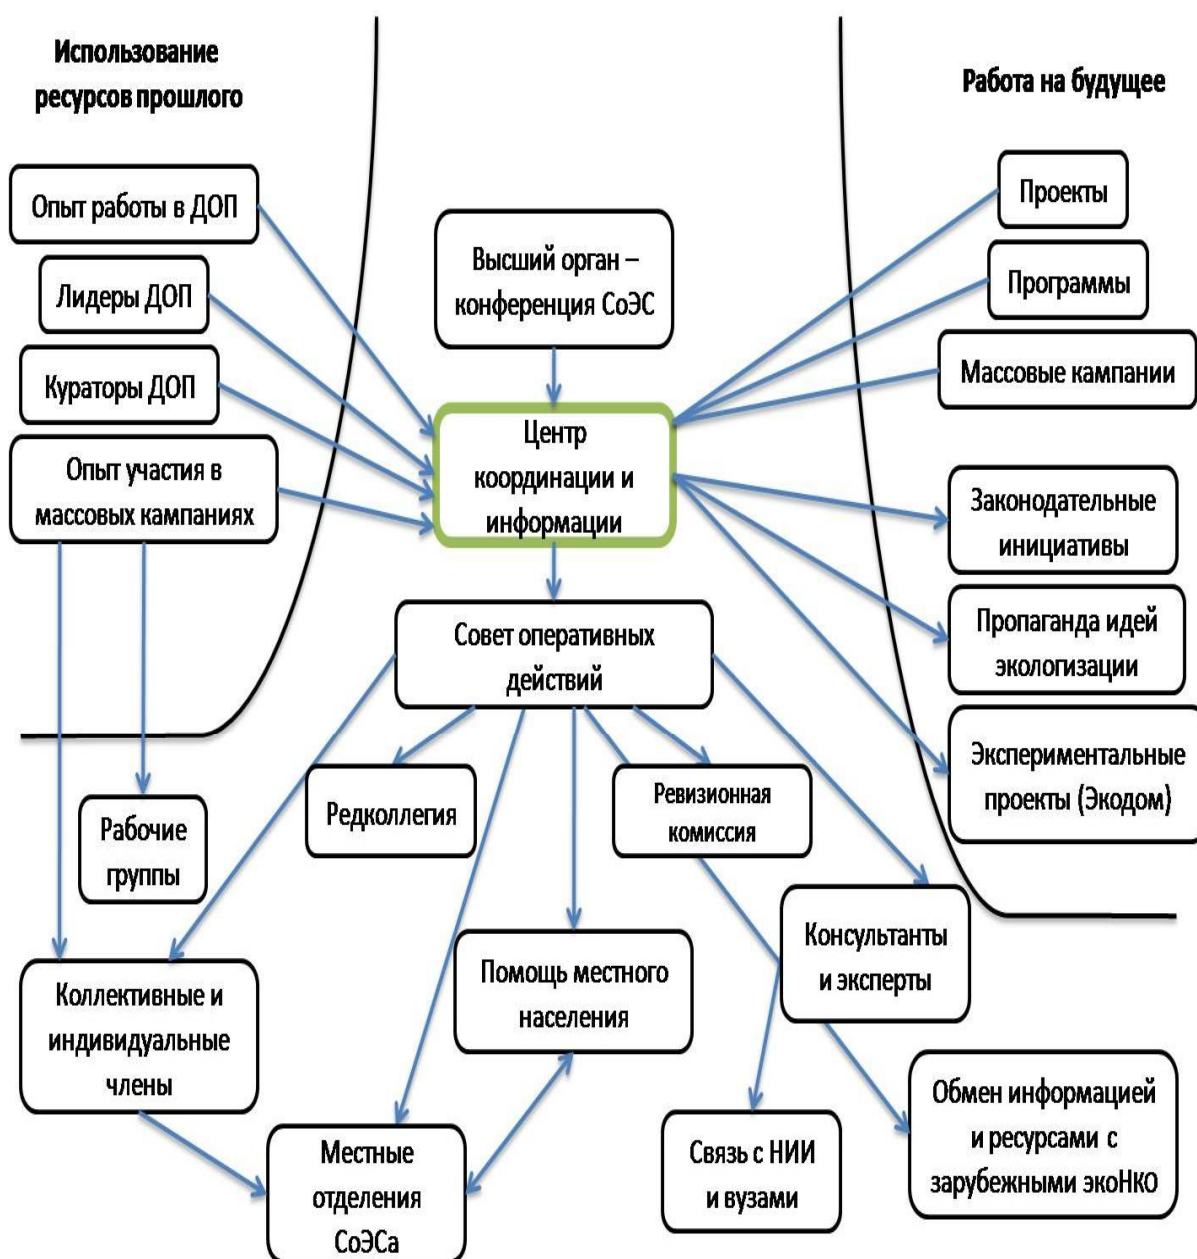 Использование
ресурсов прошлого
Работа на будущее
Опыт работы в ДОП
Лидеры ДОП
Кураторы ДОП
Опыт участия в
массовых кампаниях
Высший орган –
конференция СоЭС
Центр
координации и
информации
Проекты
Программы
Массовые кампании
Законодательные
инициативы
Пропаганда идей
экологизации
Экспериментальные
проекты (Экодом)
Совет оперативных
действий
Рабочие
группы
Редколлегия
Ревизионная
комиссия
Коллективные и
индивидуальные
члены
Помощь местного
населения
Консультанты
и эксперты
Местные
отделения
СоЭСа
Связь с НИИ
и вузами
Обмен информацией
и ресурсами с
зарубежными экоНКО